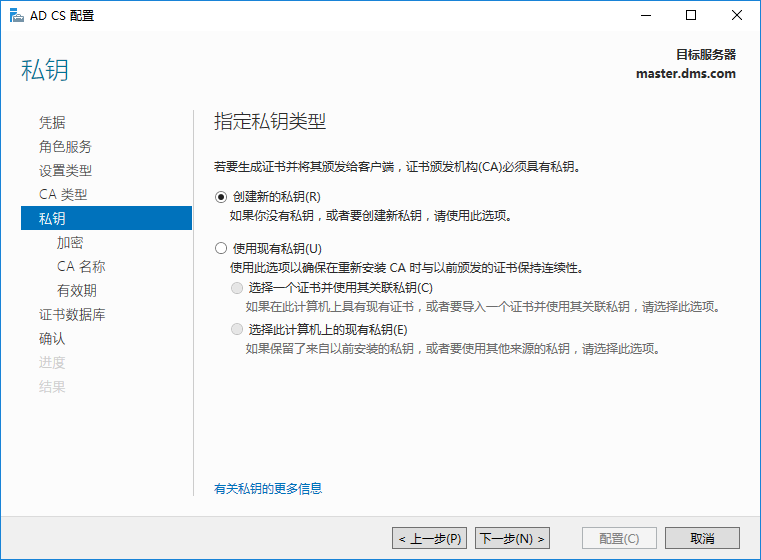 AD CS 配置
私钥
目标服务器
master.dms.com
凭据
角色服务
设置类型
CA 类型
私钥
加密
CA 名称
有效期
证书数据库
确认
进度
结果
指定私钥类型
若要生成证书并将其颁发给客户端，证书颁发机构(CA)必须具有私钥。
创建新的私钥(R)
如果你没有私钥，或者要创建新私钥，请使用此选项。
使用现有私钥(U)
使用此选项以确保在重新安装 CA 时与以前颁发的证书保持连续性。
选择一个证书并使用其关联私钥(C)
如果在此计算机上具有现有证书，或者要导入一个证书并使用其关联私钥，请选择此选项。
选择此计算机上的现有私钥(E)
如果保留了来自以前安装的私钥，或者要使用其他来源的私钥，请选择此选项。
有关私钥的更多信息
< 上一步(P) 下一步(N) > 配置(C) 取消